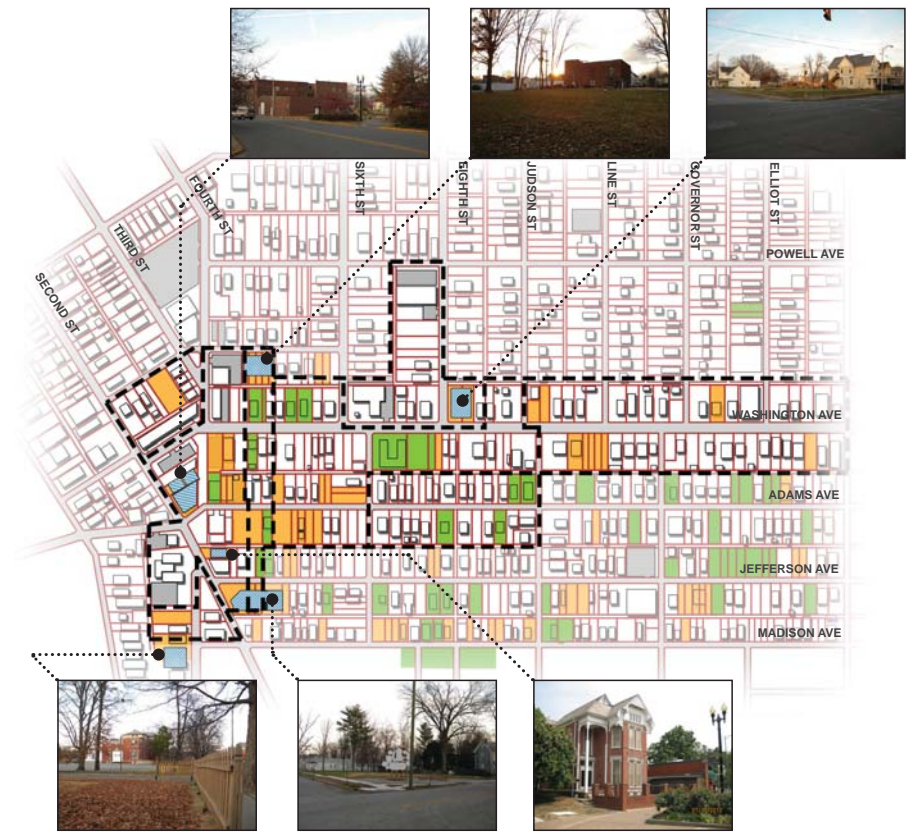 SIXTH ST
EIGHTH ST
JUDSON ST
LINE ST
GOVERNOR ST
ELLIOT ST
FOURTH ST
THIRD ST
SECOND ST
POWELL AVE
WASHINGTON AVE
ADAMS AVE
JEFFERSON AVE
MADISON AVE